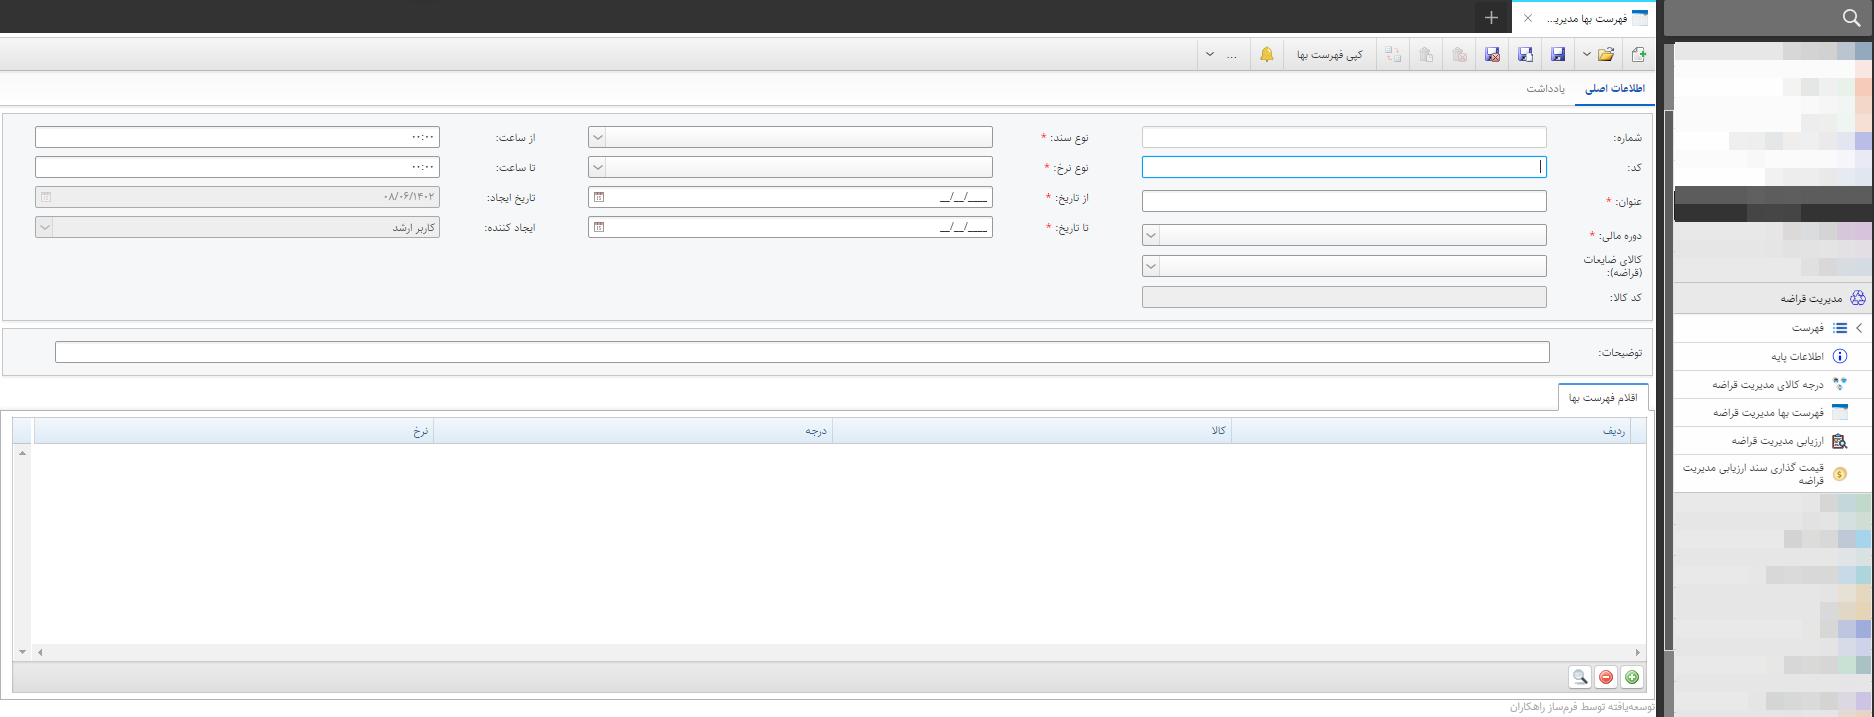 فهرست بها مدیریـ...
کپی فهرست بها
...
اطلاعات اصلی
یادداشت
شماره:
کد:
عنوان: *
دوره مالی: *
کالای ضایعات
(قراضه):
کد کالا:
نوع سند: *
نوع نرخ: *
از تاریخ: *
__/__/____
تا تاریخ: *
__/__/____
از ساعت:
۰۰:۰۰
تا ساعت:
۰۰:۰۰
تاریخ ایجاد:
۰۸/۰۶/۱۴۰۲
ایجاد کننده:
کاربر ارشد
توضیحات:
اقلام فهرست بها
ردیف
کالا
درجه
نرخ
توسعه‌یافته توسط فرم‌ساز راهکاران
مدیریت قراضه
فهرست
اطلاعات پایه
درجه کالای مدیریت قراضه
فهرست بها مدیریت قراضه
ارزیابی مدیریت قراضه
قیمت گذاری سند ارزیابی مدیریت
قراضه